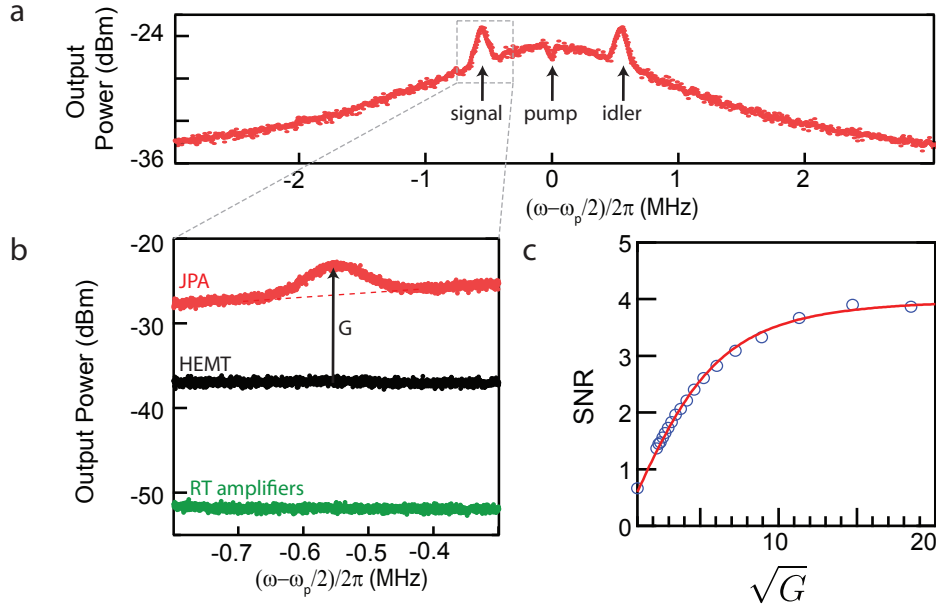 a
Output
Power (dBm)
-24
-36
signal
pump
idler
-2
-1
0
1
2
(ω−ωp/2)/2π (MHz)
b
Output Power (dBm)
-20
-30
-40
-50
JPA
G
HEMT
RT amplifiers
-0.7
-0.6
-0.5
-0.4
(ω−ωp/2)/2π (MHz)
c
SNR
5
4
3
2
1
0
10
20
√G